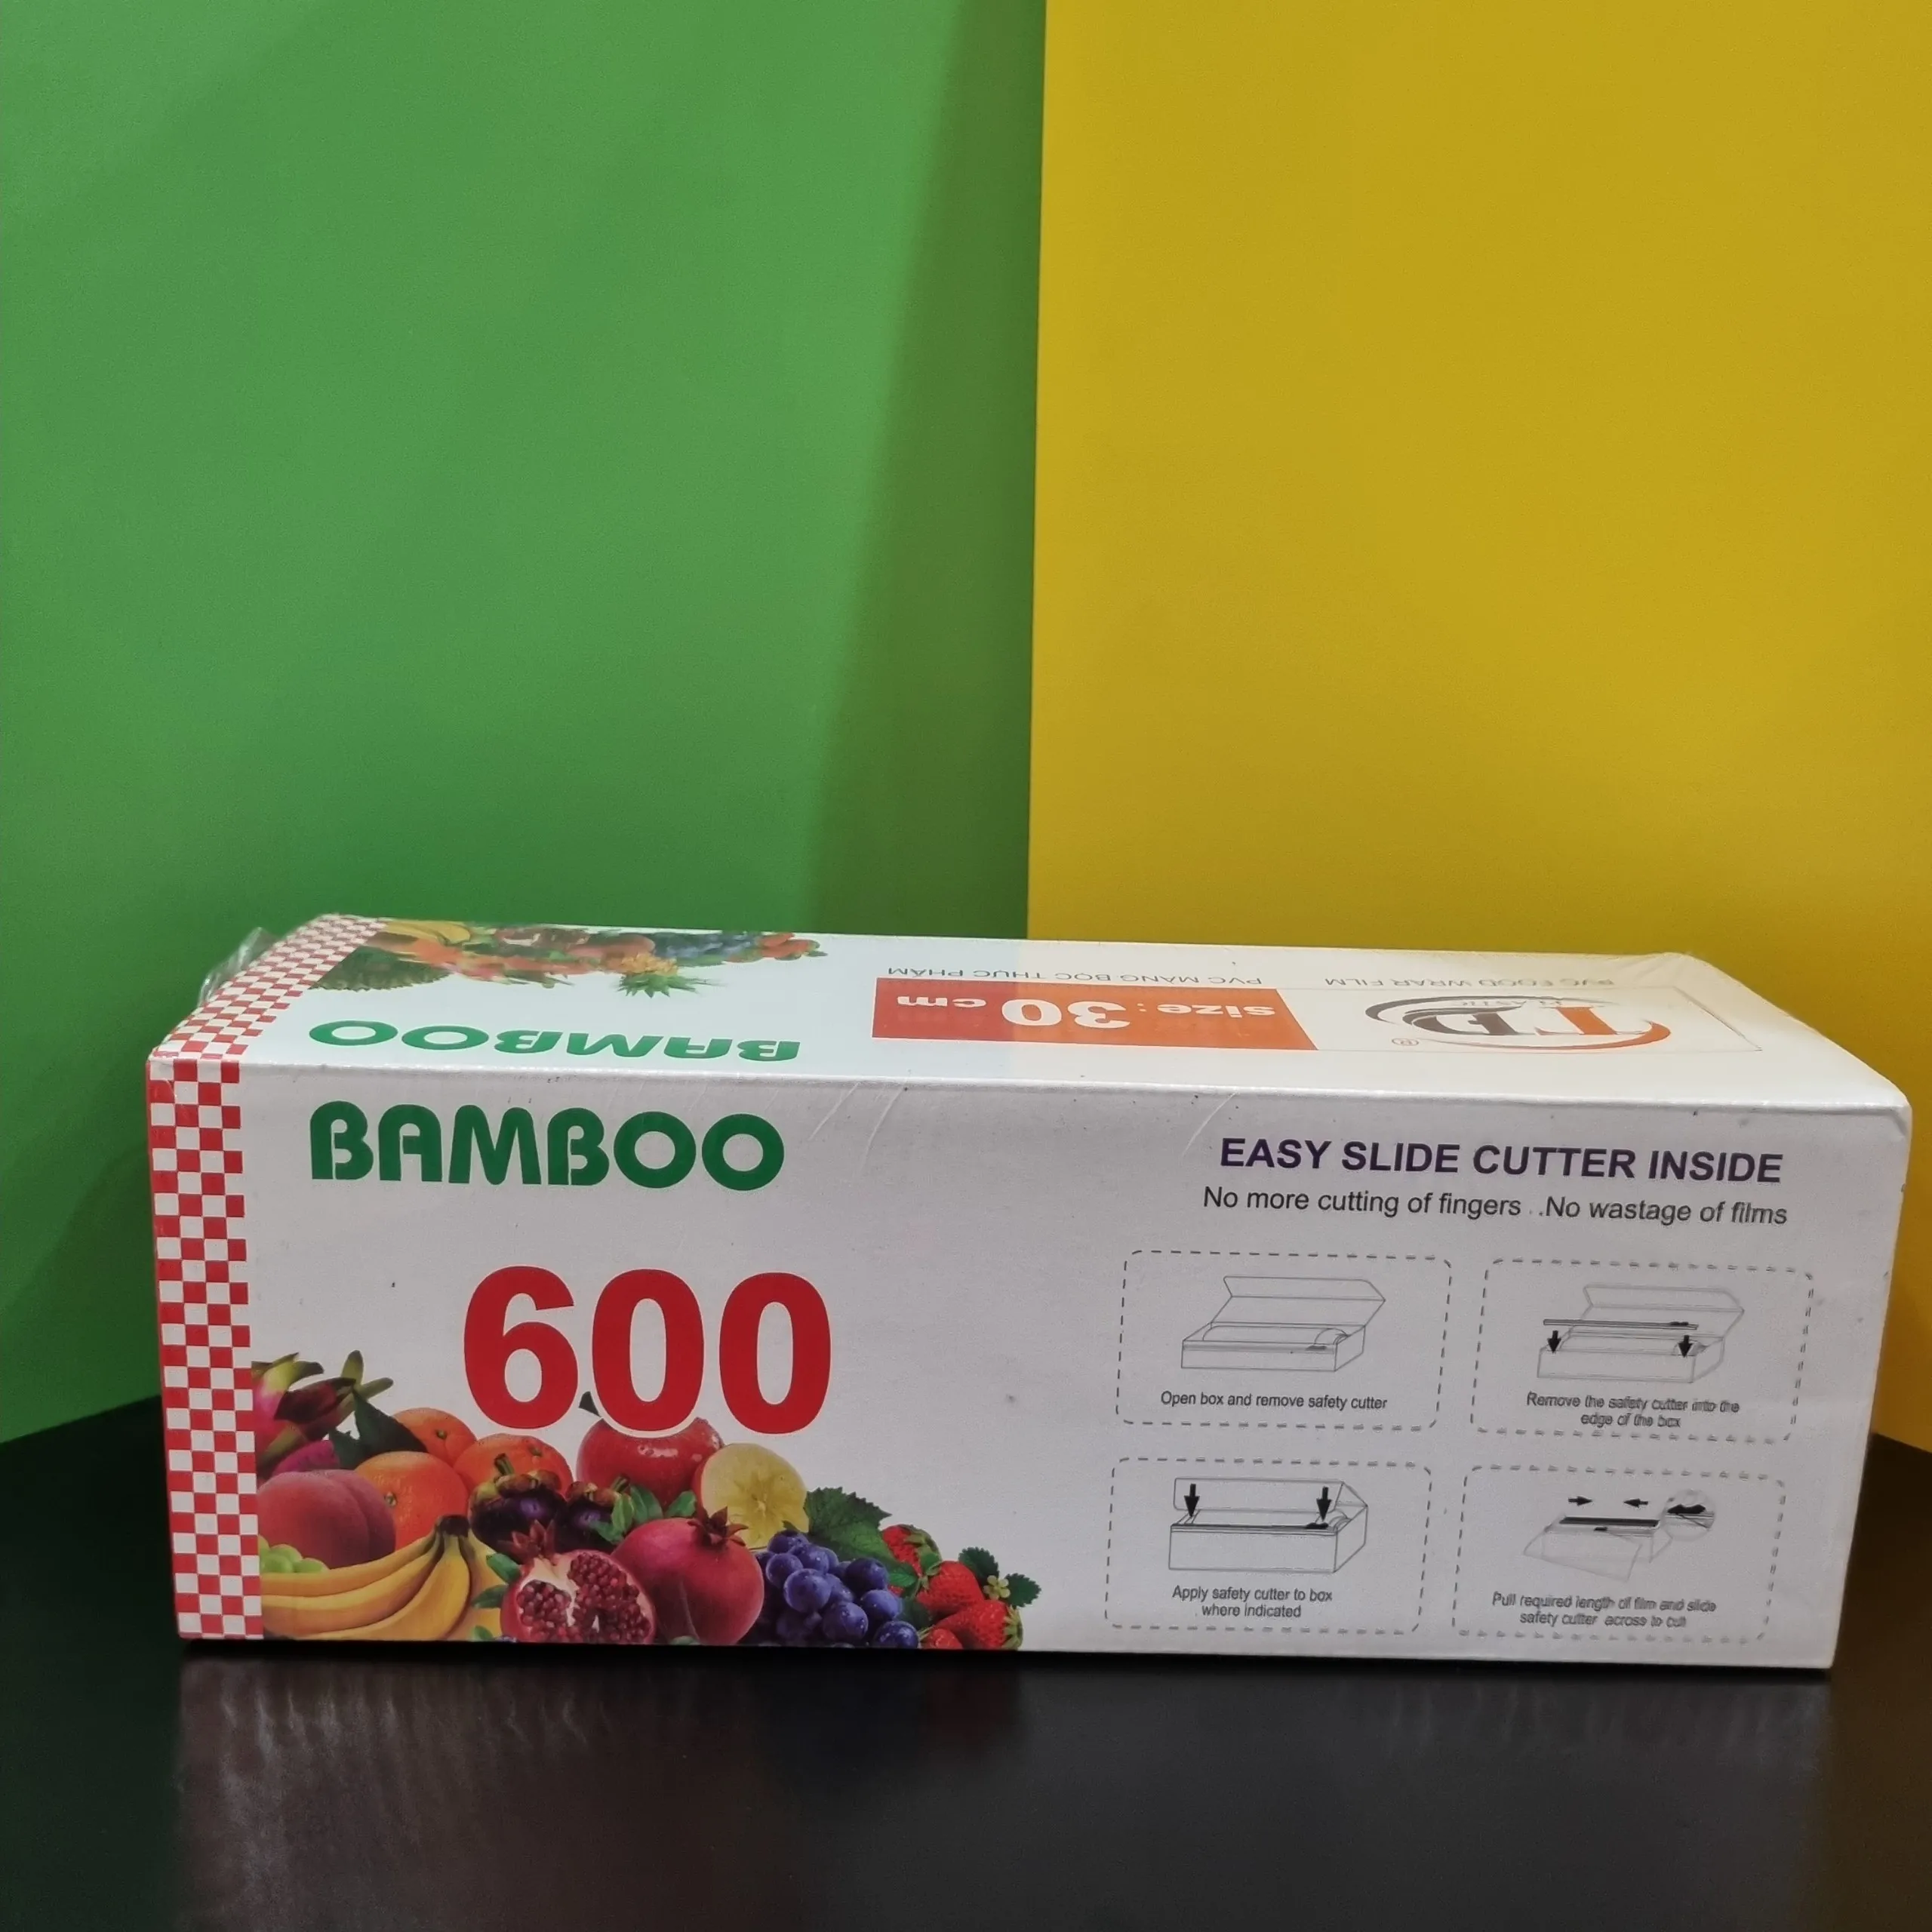 PVC FOOD WRAR FILM
PVC MÀNG BỌC THỰC PHẨM
PLASTIC
size: 30 cm
®
BAMBOO
BAMBOO
600
EASY SLIDE CUTTER INSIDE
No more cutting of fingers ..No wastage of films
Open box and remove safety cutter
Remove the safety cutter into the
edge of the box
Apply safety cutter to box
where indicated
Pull required length of film and slide
safety cutter across to cut